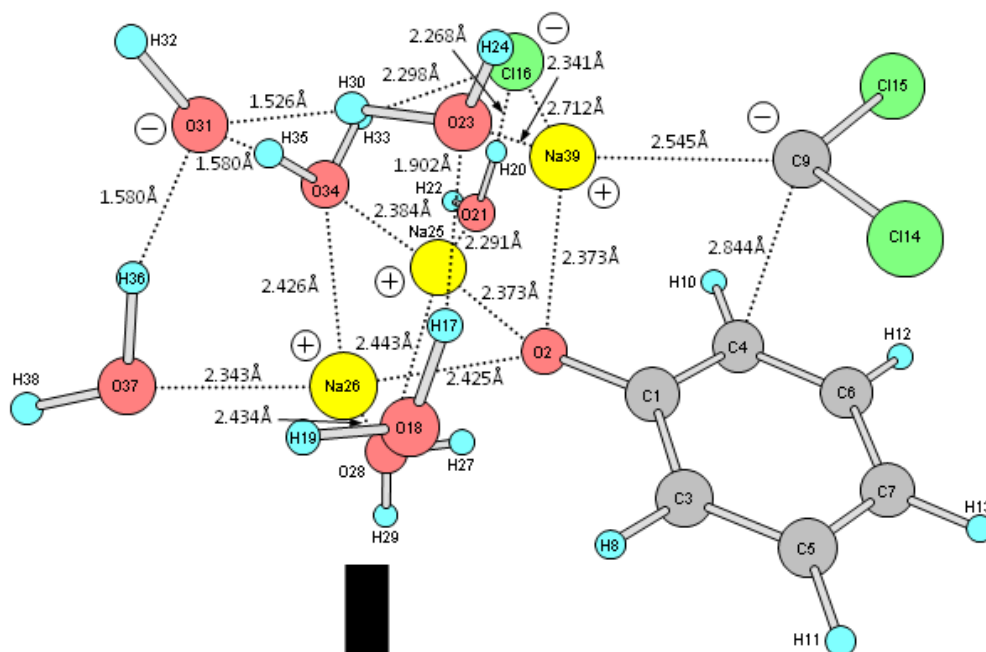 H32
2.268Å
H24
−
Cl16
2.341Å
H30
2.298Å
1.526Å
2.712Å
Cl15
−
O31
O23
−
H35
H33
Na39
2.545Å
C9
1.580Å
1.902Å
H20
O34
H22
+
1.580Å
2.384Å
O21
Na25
2.291Å
Cl14
2.844Å
2.373Å
H36
2.426Å
+
2.373Å
H10
H17
+
2.443Å
O2
C4
H12
H38
O37
2.343Å
Na26
2.425Å
C1
C6
2.434Å
H19
O18
O28
H27
C3
C7
H13
H29
H8
C5
H11